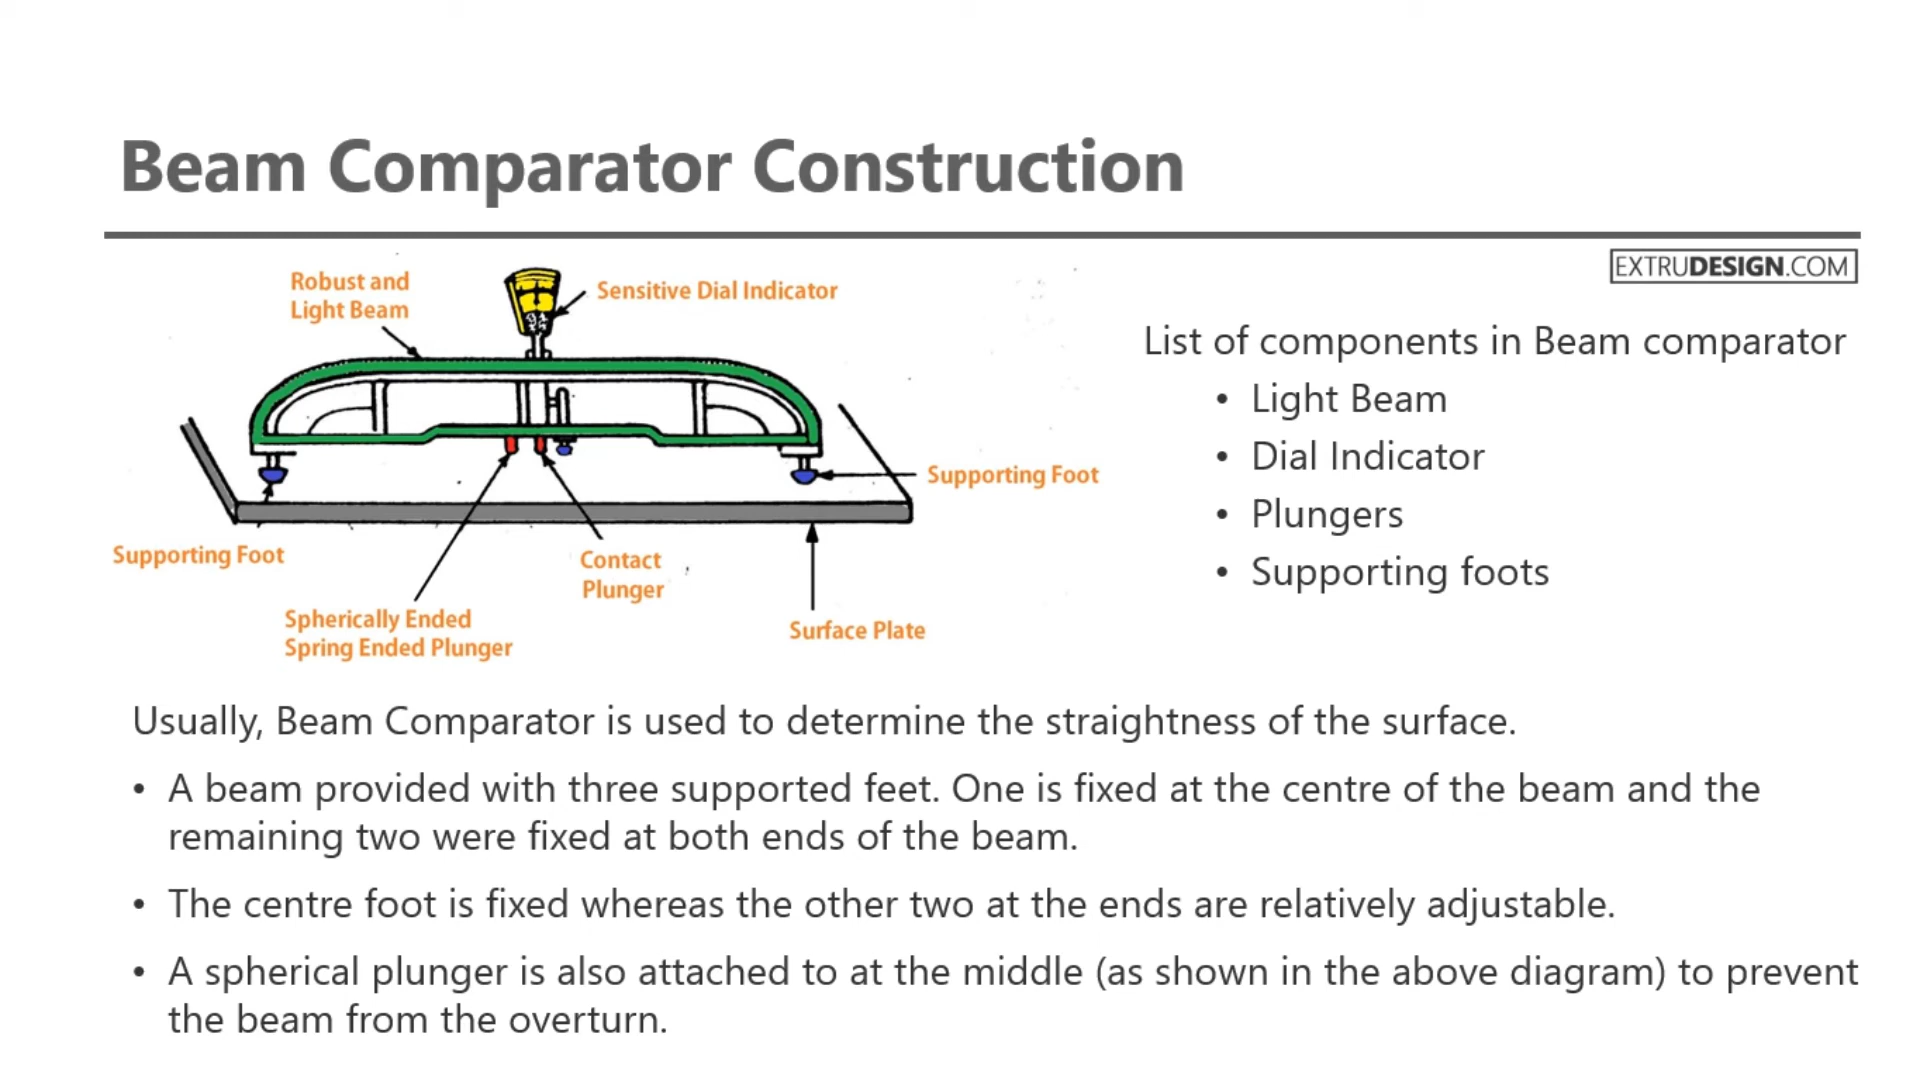 Beam Comparator Construction
EXTRUDESIGN.COM
Robust and
Light Beam
Sensitive Dial Indicator
Supporting Foot
Supporting Foot
Contact
Plunger
Spherically Ended
Spring Ended Plunger
Surface Plate
List of components in Beam comparator
• Light Beam
• Dial Indicator
• Plungers
• Supporting foots
Usually, Beam Comparator is used to determine the straightness of the surface.
• A beam provided with three supported feet. One is fixed at the centre of the beam and the
remaining two were fixed at both ends of the beam.
• The centre foot is fixed whereas the other two at the ends are relatively adjustable.
• A spherical plunger is also attached to at the middle (as shown in the above diagram) to prevent
the beam from the overturn.